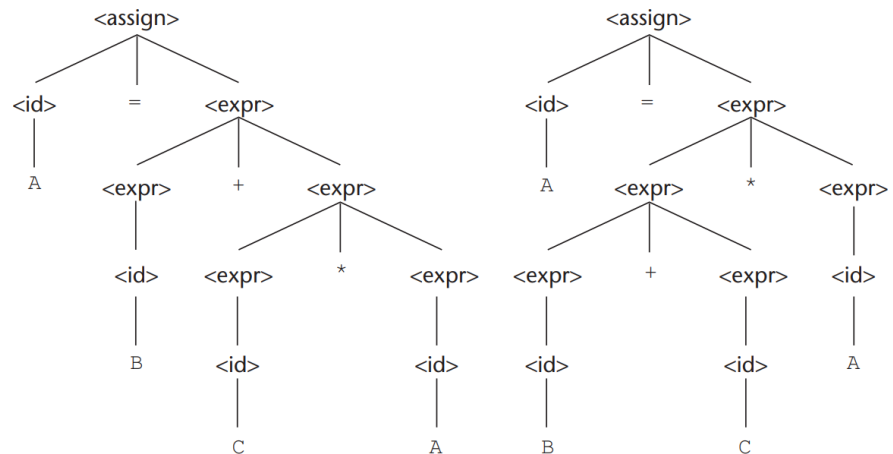 <assign> <assign>
<id> = <expr> <id> = <expr>
A <expr> + <expr> A <expr> * <expr>
<id> <expr> * <expr> <expr> + <expr> <id>
B <id> <id> <id> <id> A
C A B C